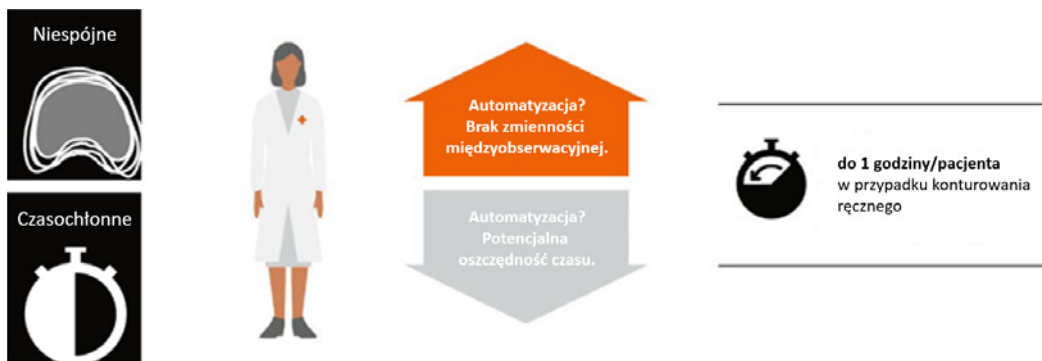 Niespójne
Czasochłonne
Automatyzacja?
Brak zmienności
międzyobserwacyjnej.
Automatyzacja?
Potencjalna
oszczędność czasu.
do 1 godziny/pacjenta
w przypadku konturowania
ręcznego